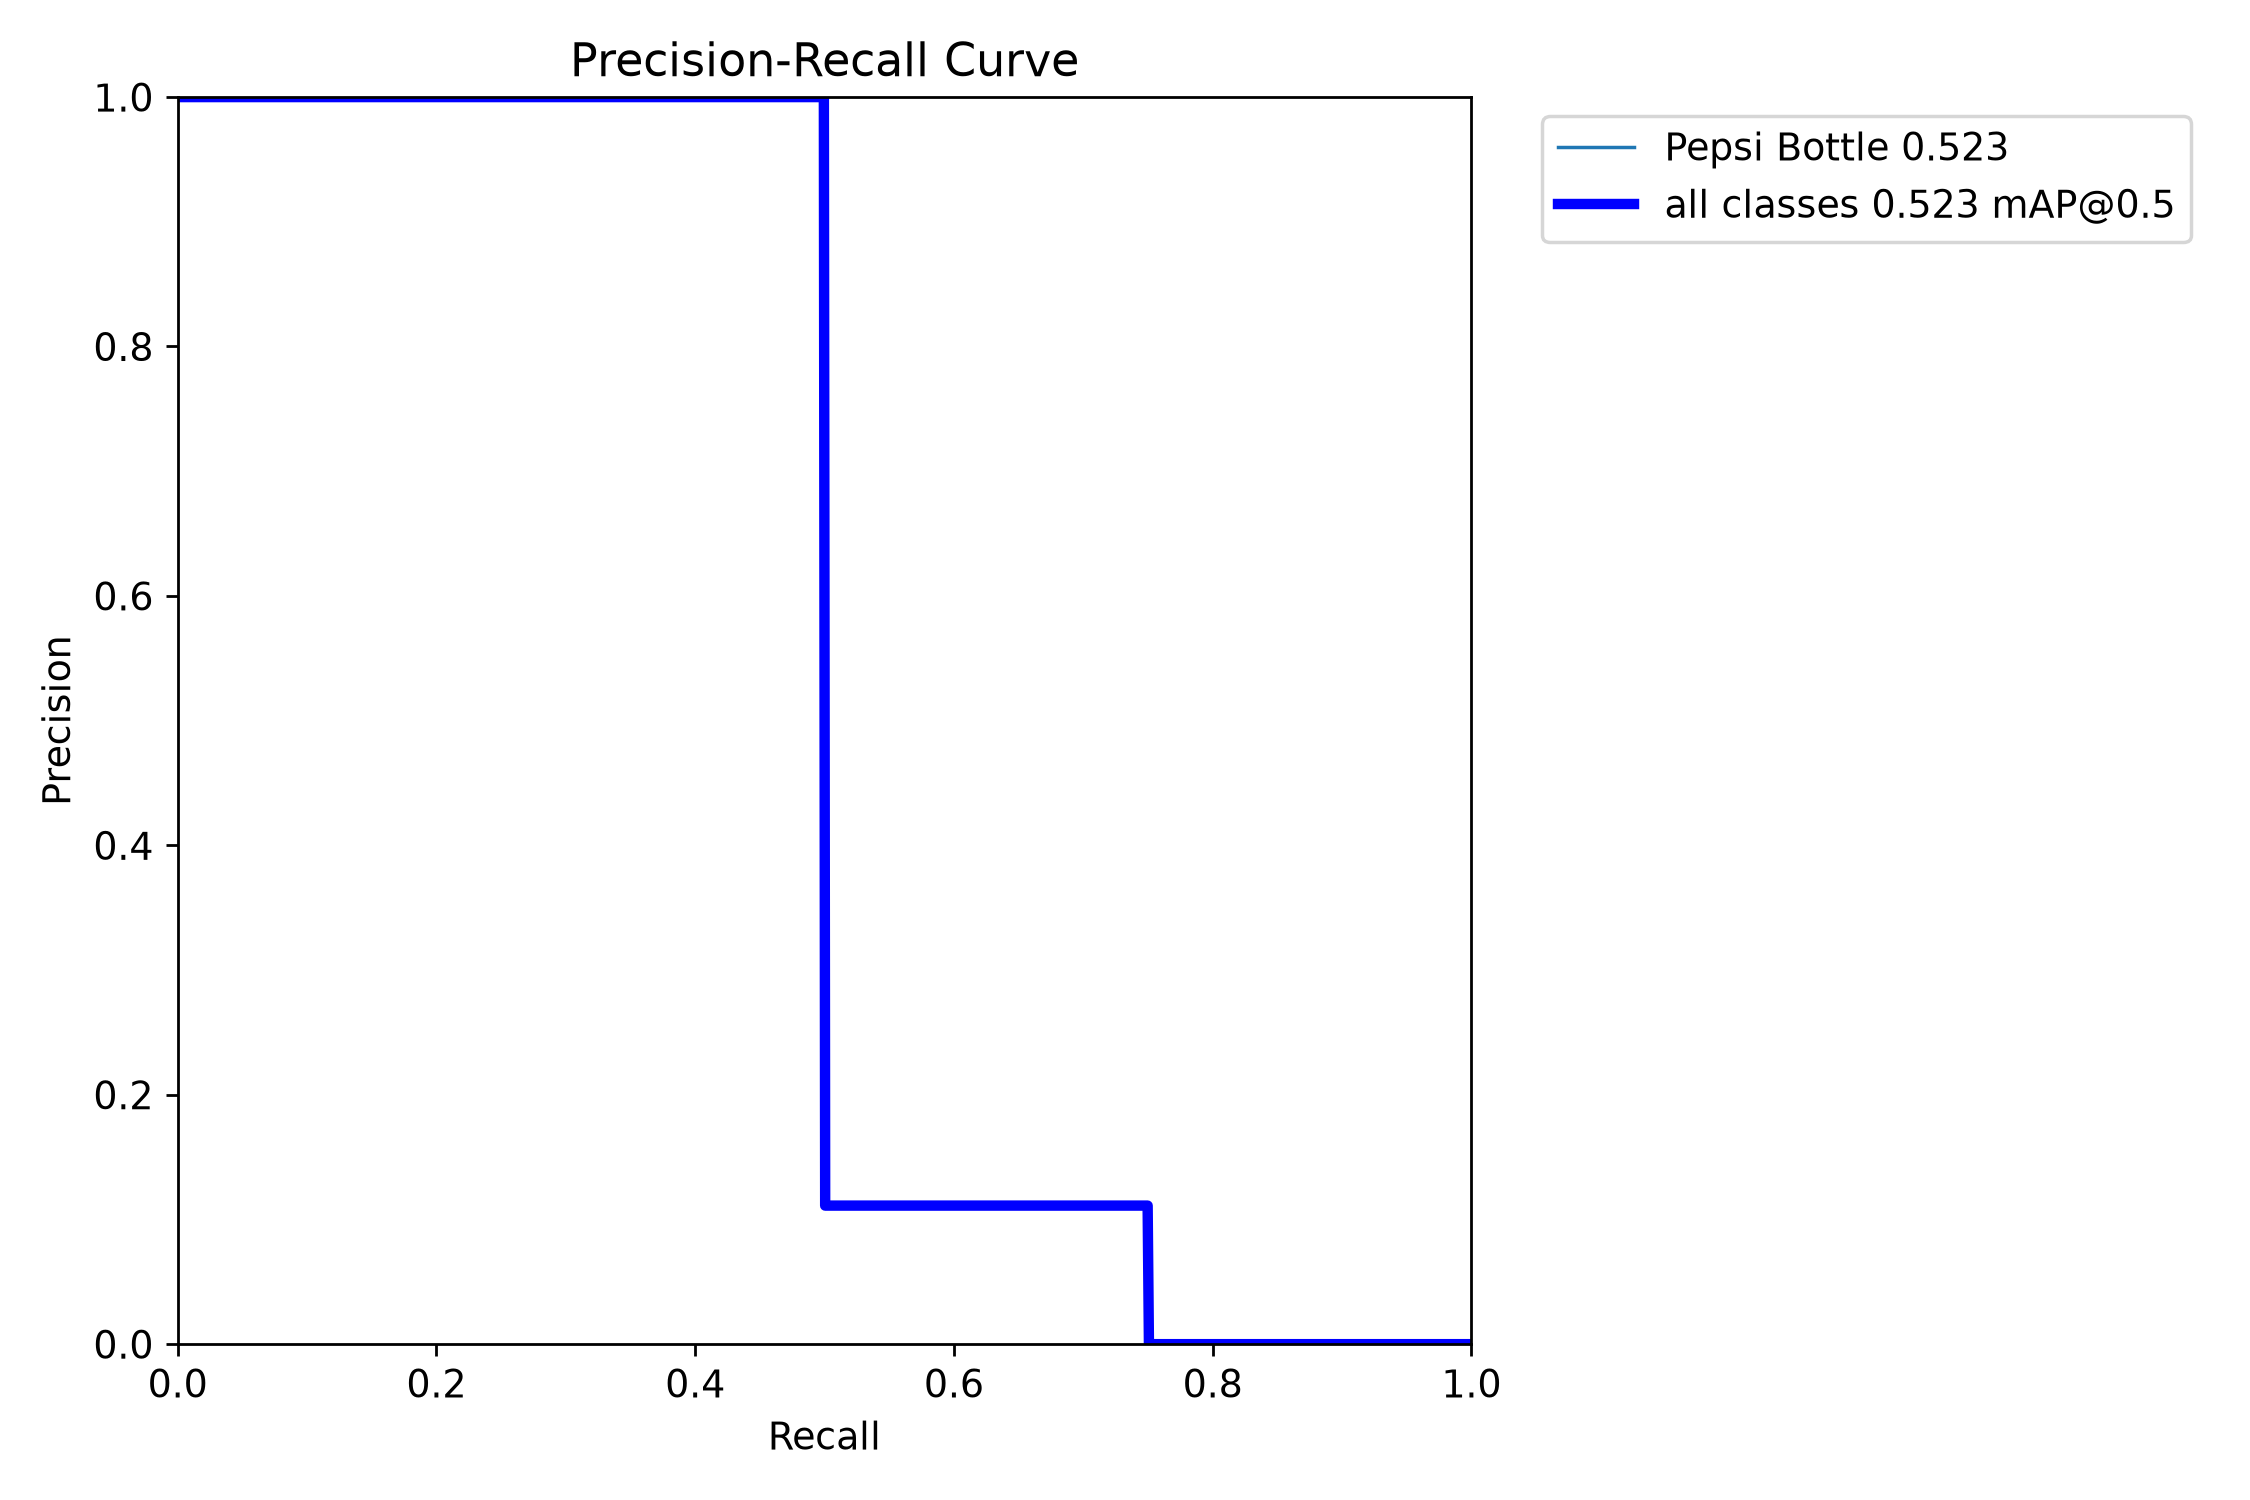 Precision-Recall Curve
1.0
0.8
0.6
0.4
0.2
0.0
Precision
0.0 0.2 0.4 0.6 0.8 1.0
Recall
Pepsi Bottle 0.523
all classes 0.523 mAP@0.5